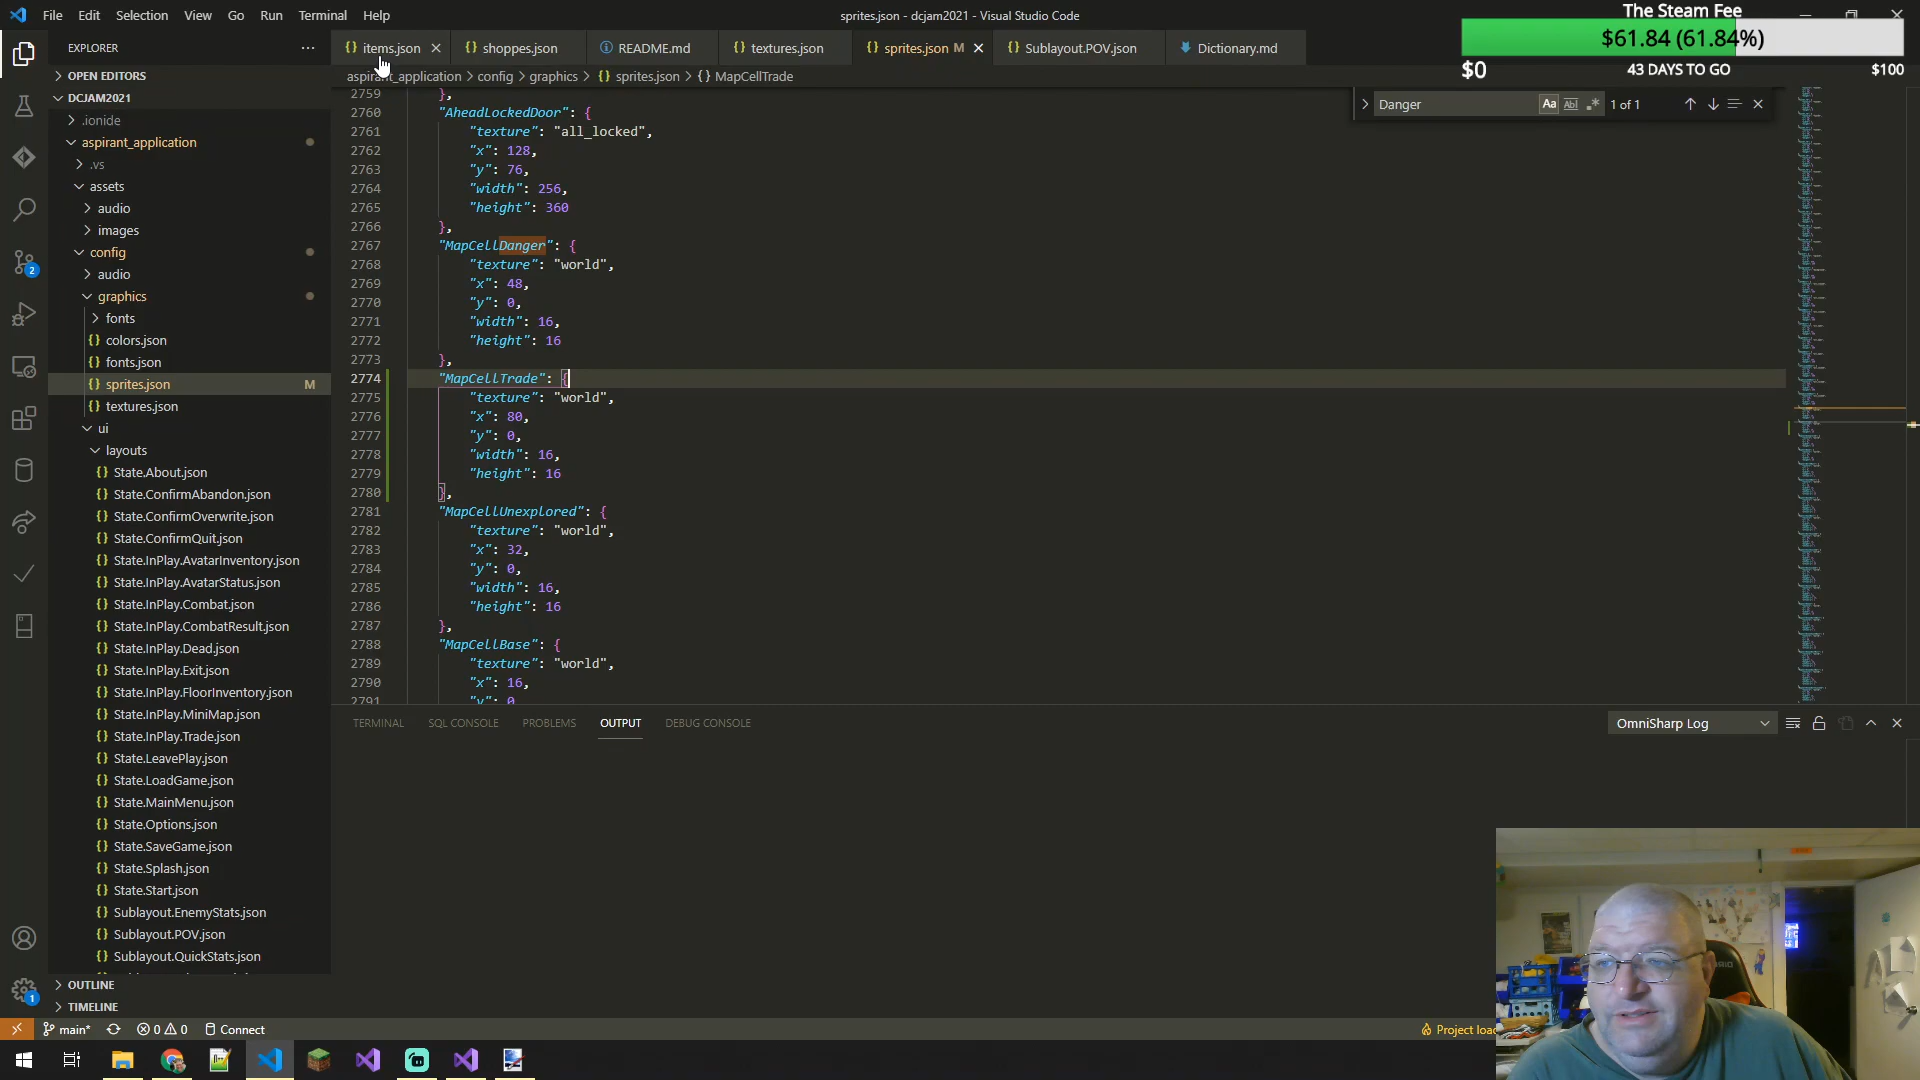 File Edit Selection View Go Run Terminal Help
sprites.json - dcjam2021 - Visual Studio Code
The Steam Fee
$61.84 (61.84%)
$0 43 DAYS TO GO $100
EXPLORER
items.json shoppes.json README.md textures.json sprites.json M Sublayout.POV.json Dictionary.md
aspirant_application > config > graphics > sprites.json > MapCellTrade
Danger Aa Abl .* 1 of 1
OPEN EDITORS
DCJAM2021
.ionide
aspirant_application
.vs
assets
audio
images
config
audio
graphics
fonts
colors.json
fonts.json
sprites.json M
textures.json
ui
layouts
State.About.json
State.ConfirmAbandon.json
State.ConfirmOverwrite.json
State.ConfirmQuit.json
State.InPlay.AvatarInventory.json
State.InPlay.AvatarStatus.json
State.InPlay.Combat.json
State.InPlay.CombatResult.json
State.InPlay.Dead.json
State.InPlay.Exit.json
State.InPlay.FloorInventory.json
State.InPlay.MiniMap.json
State.InPlay.Trade.json
State.LeavePlay.json
State.LoadGame.json
State.MainMenu.json
State.Options.json
State.SaveGame.json
State.Splash.json
State.Start.json
Sublayout.EnemyStats.json
Sublayout.POV.json
Sublayout.QuickStats.json
OUTLINE
TIMELINE
2759 },
2760 "AheadLockedDoor": {
2761 "texture": "all_locked",
2762 "x": 128,
2763 "y": 76,
2764 "width": 256,
2765 "height": 360
2766 },
2767 "MapCellDanger": {
2768 "texture": "world",
2769 "x": 48,
2770 "y": 0,
2771 "width": 16,
2772 "height": 16
2773 },
2774 "MapCellTrade": {
2775 "texture": "world",
2776 "x": 80,
2777 "y": 0,
2778 "width": 16,
2779 "height": 16
2780 },
2781 "MapCellUnexplored": {
2782 "texture": "world",
2783 "x": 32,
2784 "y": 0,
2785 "width": 16,
2786 "height": 16
2787 },
2788 "MapCellBase": {
2789 "texture": "world",
2790 "x": 16,
2791 "y": 0
TERMINAL SQL CONSOLE PROBLEMS OUTPUT DEBUG CONSOLE
OmniSharp Log
2
1
main* 0 0 Connect
Project load